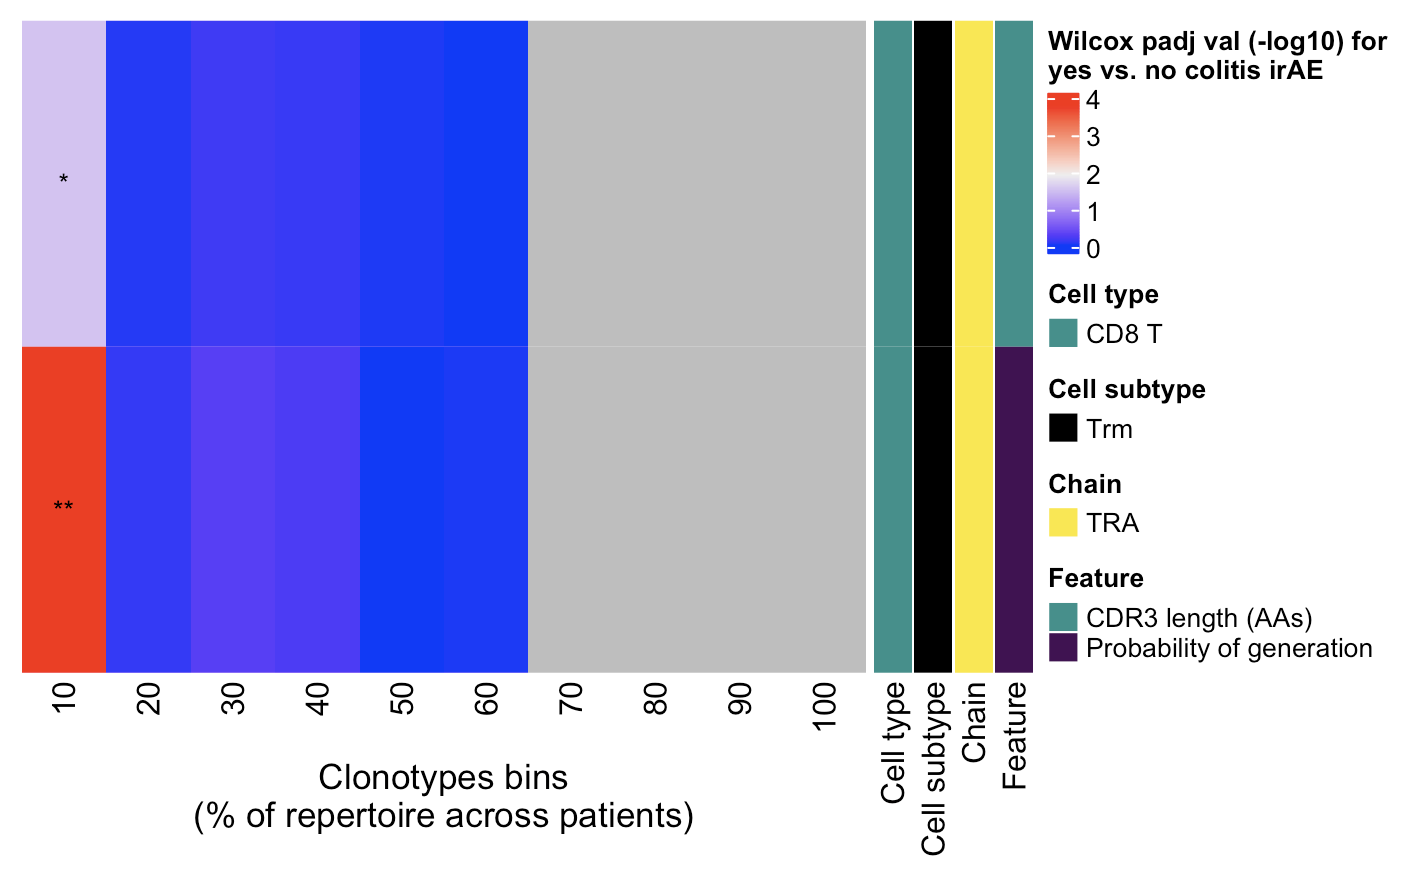 Wilcox padj val (-log10) for
yes vs. no colitis irAE
4
3
2
1
0
Cell type
CD8 T
Cell subtype
Trm
Chain
TRA
Feature
CDR3 length (AAs)
Probability of generation
*
**
10 20 30 40 50 60 70 80 90 100
Cell type
Cell subtype
Chain
Feature
Clonotypes bins
(% of repertoire across patients)